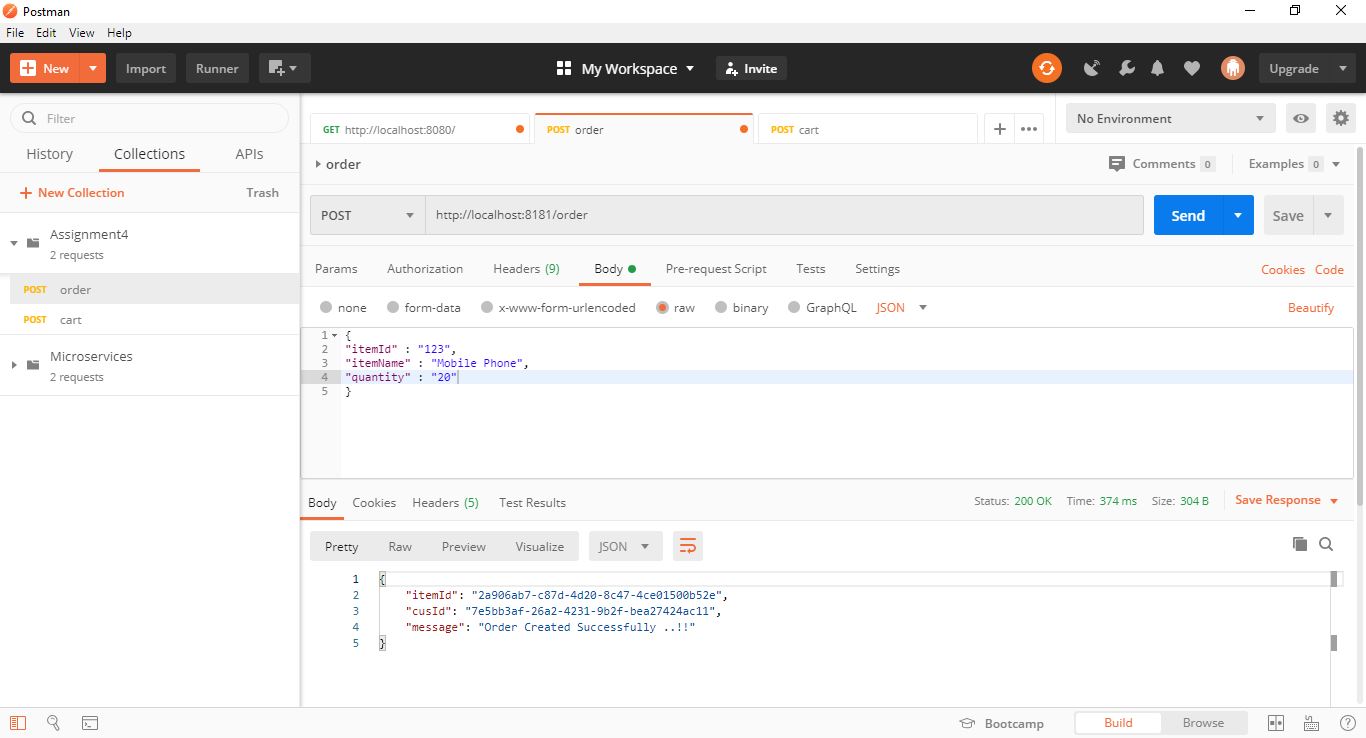 Postman
File Edit View Help
New Import Runner My Workspace Invite Upgrade
Filter
History Collections APIs
New Collection Trash
Assignment4
2 requests
POST order
POST cart
Microservices
2 requests
GET http://localhost:8080/ POST order POST cart
No Environment
order Comments 0 Examples 0
POST http://localhost:8181/order Send Save
Params Authorization Headers (9) Body Pre-request Script Tests Settings Cookies Code
none form-data x-www-form-urlencoded raw binary GraphQL JSON Beautify
1 {
2 "itemId" : "123",
3 "itemName" : "Mobile Phone",
4 "quantity" : "20"
5 }
Body Cookies Headers (5) Test Results Status: 200 OK Time: 374 ms Size: 304 B Save Response
Pretty Raw Preview Visualize JSON
1 {
2 "itemId": "2a906ab7-c87d-4d20-8c47-4ce01500b52e",
3 "cusId": "7e5bb3af-26a2-4231-9b2f-bea27424ac11",
4 "message": "Order Created Successfully ..!!"
5 }
Bootcamp Build Browse